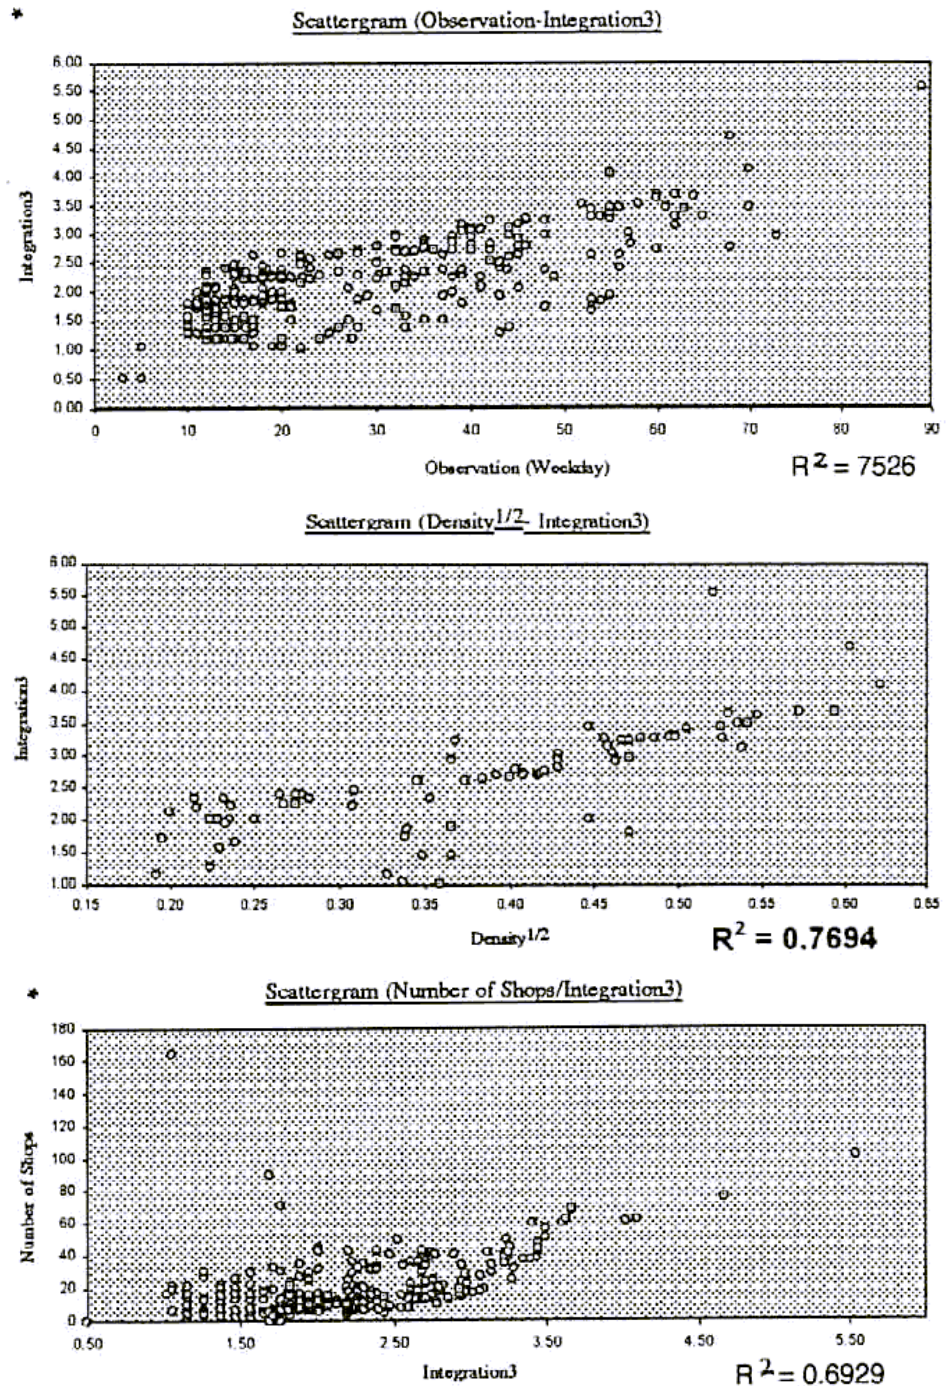 * Scattergram (Observation-Integration3)
6.00
5.50
5.00
4.50
4.00
3.50
3.00
2.50
2.00
1.50
1.00
0.50
0.00
Integration3
0 10 20 30 40 50 60 70 80 90
Observation (Weekday)
R² = 7526
Scattergram (Density1/2- Integration3)
6.00
5.50
5.00
4.50
4.00
3.50
3.00
2.50
2.00
1.50
1.00
Integration3
0.15 0.20 0.25 0.30 0.35 0.40 0.45 0.50 0.55 0.60 0.65
Density1/2
R² = 0.7694
* Scattergram (Number of Shops/Integration3)
180
160
140
120
100
80
60
40
20
0
Number of Shops
0.50 1.50 2.50 3.50 4.50 5.50
Integration3
R² = 0.6929